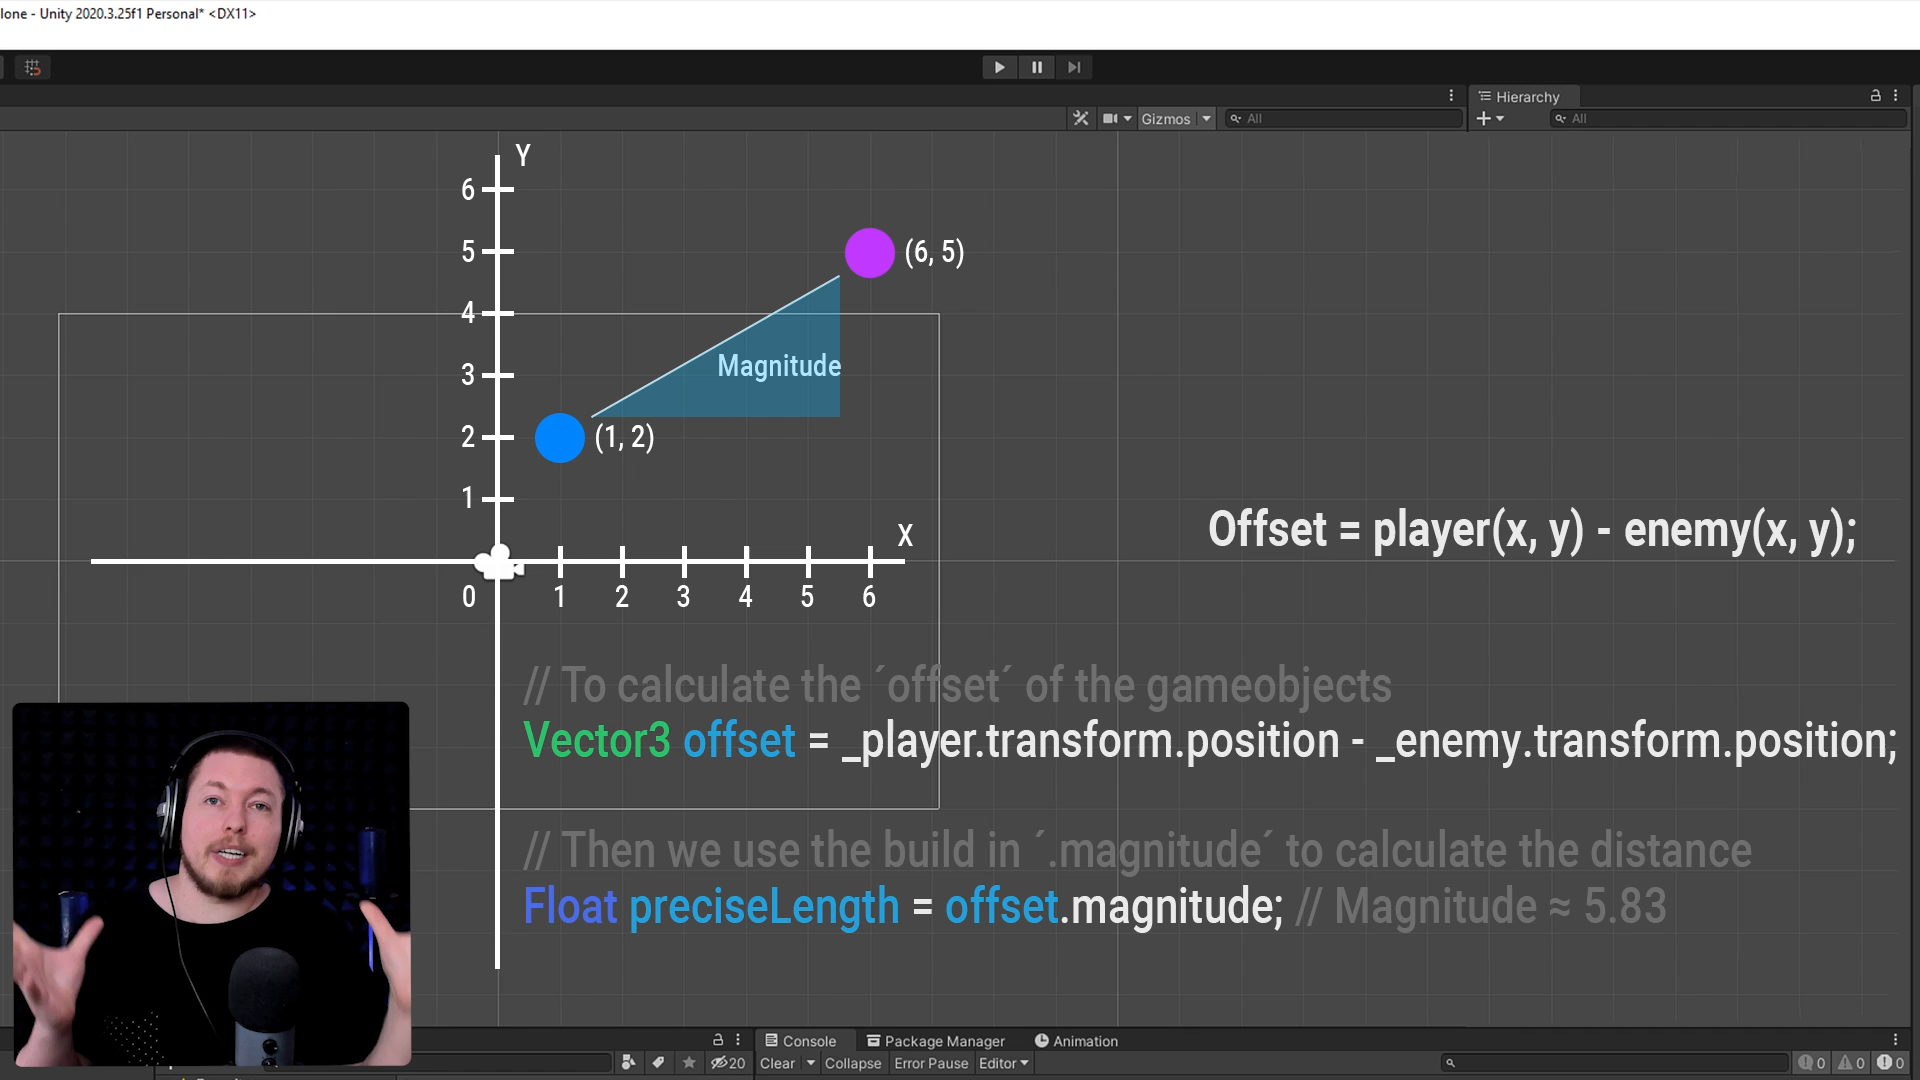 lone - Unity 2020.3.25f1 Personal* <DX11>
Gizmos
All
Hierarchy
All
Y
6
5
(6, 5)
4
3
Magnitude
2
(1, 2)
1
X
0
1
2
3
4
5
6
Offset = player(x, y) - enemy(x, y);
// To calculate the ´offset´ of the gameobjects
Vector3 offset = _player.transform.position - _enemy.transform.position;
// Then we use the build in ´.magnitude´ to calculate the distance
Float preciseLength = offset.magnitude; // Magnitude ≈ 5.83
Console
Package Manager
Animation
20
Clear
Collapse
Error Pause
Editor
0
0
0